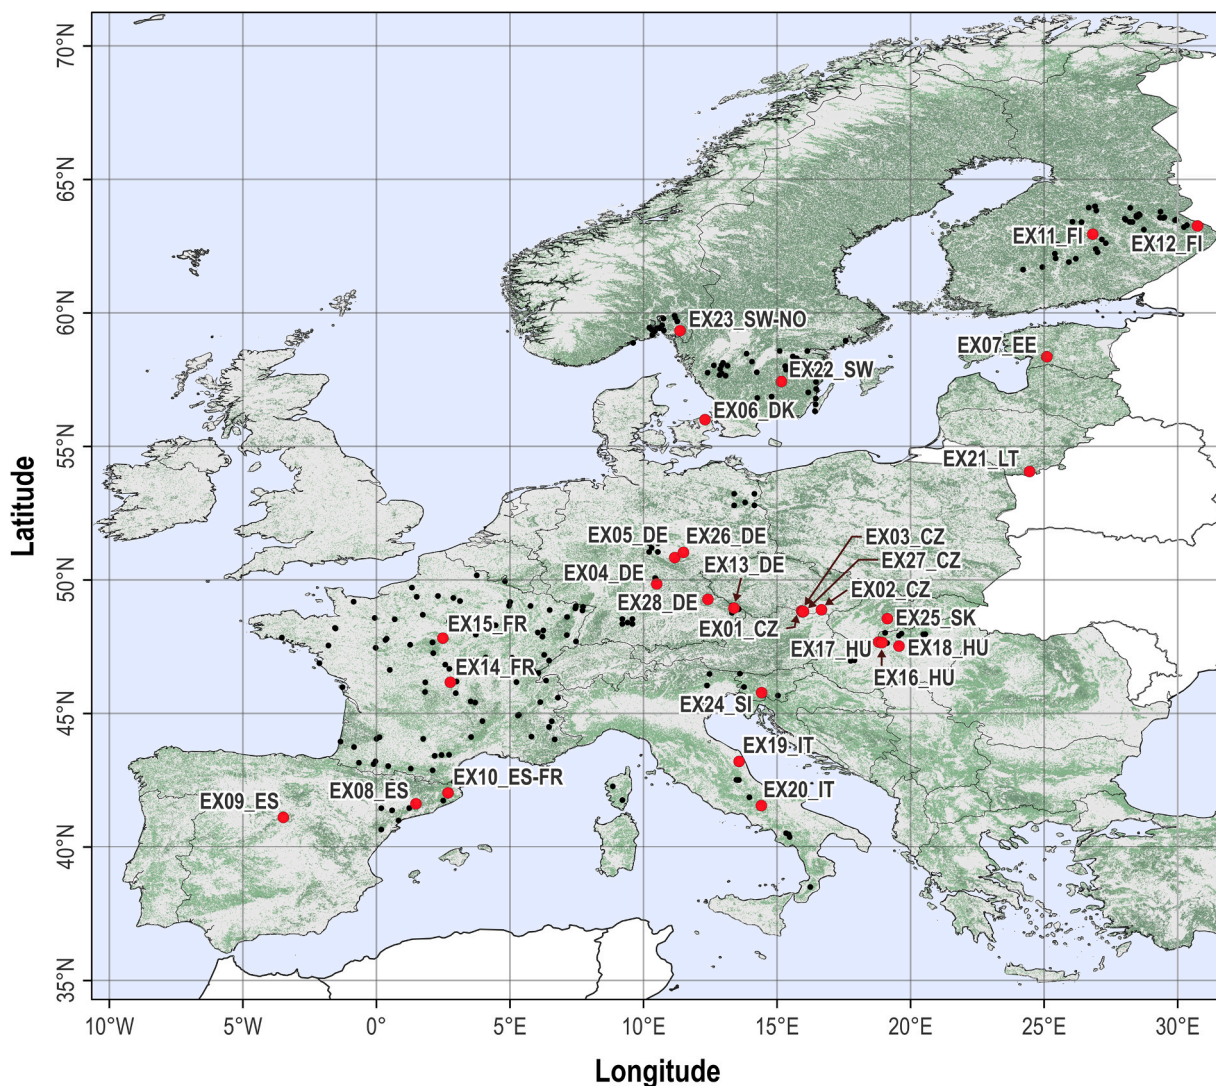 70°N
65°N
EX11_FI
EX12_FI
60°N
EX23_SW-NO
EX07_EE
EX22_SW
EX06_DK
55°N
EX21_LT
Latitude
EX05_DE
EX26_DE
EX03_CZ
EX27_CZ
EX13_DE
EX04_DE
50°N
EX02_CZ
EX28_DE
EX01_CZ
EX25_SK
EX15_FR
EX17_HU
EX18_HU
EX14_FR
EX16_HU
EX24_SI
45°N
EX19_IT
EX10_ES-FR
EX08_ES
EX09_ES
EX20_IT
40°N
35°N
10°W 5°W 0° 5°E 10°E 15°E 20°E 25°E 30°E
Longitude